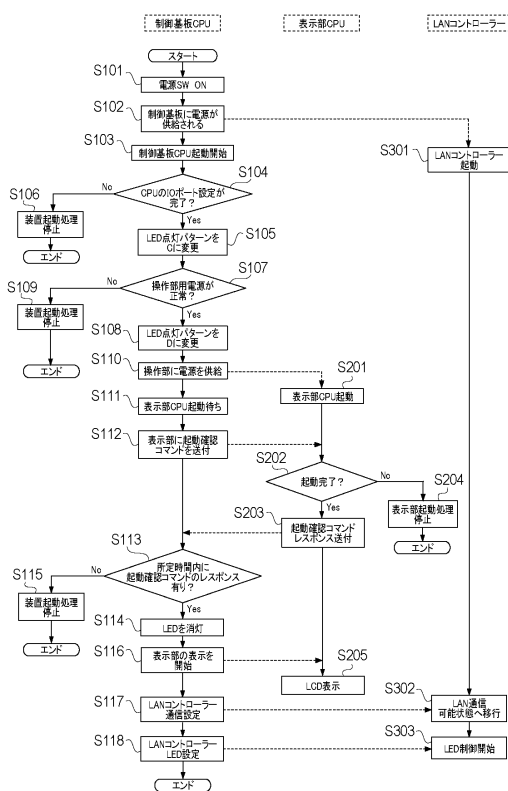 制御基板CPU
表示部CPU
LANコントローラー
スタート
S101
電源SW ON
S102
制御基板に電源が
供給される
S103
制御基板CPU起動開始
S301
LANコントローラー
起動
S104
CPUのIOポート設定が
完了?
No
Yes
S106
装置起動処理
停止
エンド
S105
LED点灯パターンを
Cに変更
S107
操作部用電源が
正常?
No
Yes
S109
装置起動処理
停止
エンド
S108
LED点灯パターンを
Dに変更
S110
操作部に電源を供給
S201
表示部CPU起動
S111
表示部CPU起動待ち
S112
表示部に起動確認
コマンドを送付
S202
起動完了?
No
Yes
S204
表示部起動処理
停止
エンド
S203
起動確認コマンド
レスポンス送付
S113
所定時間内に
起動確認コマンドのレスポンス
有り?
No
Yes
S115
装置起動処理
停止
エンド
S114
LEDを消灯
S116
表示部の表示を
開始
S205
LCD表示
S117
LANコントローラー
通信設定
S302
LAN通信
可能状態へ移行
S118
LANコントローラー
LED設定
S303
LED制御開始
エンド